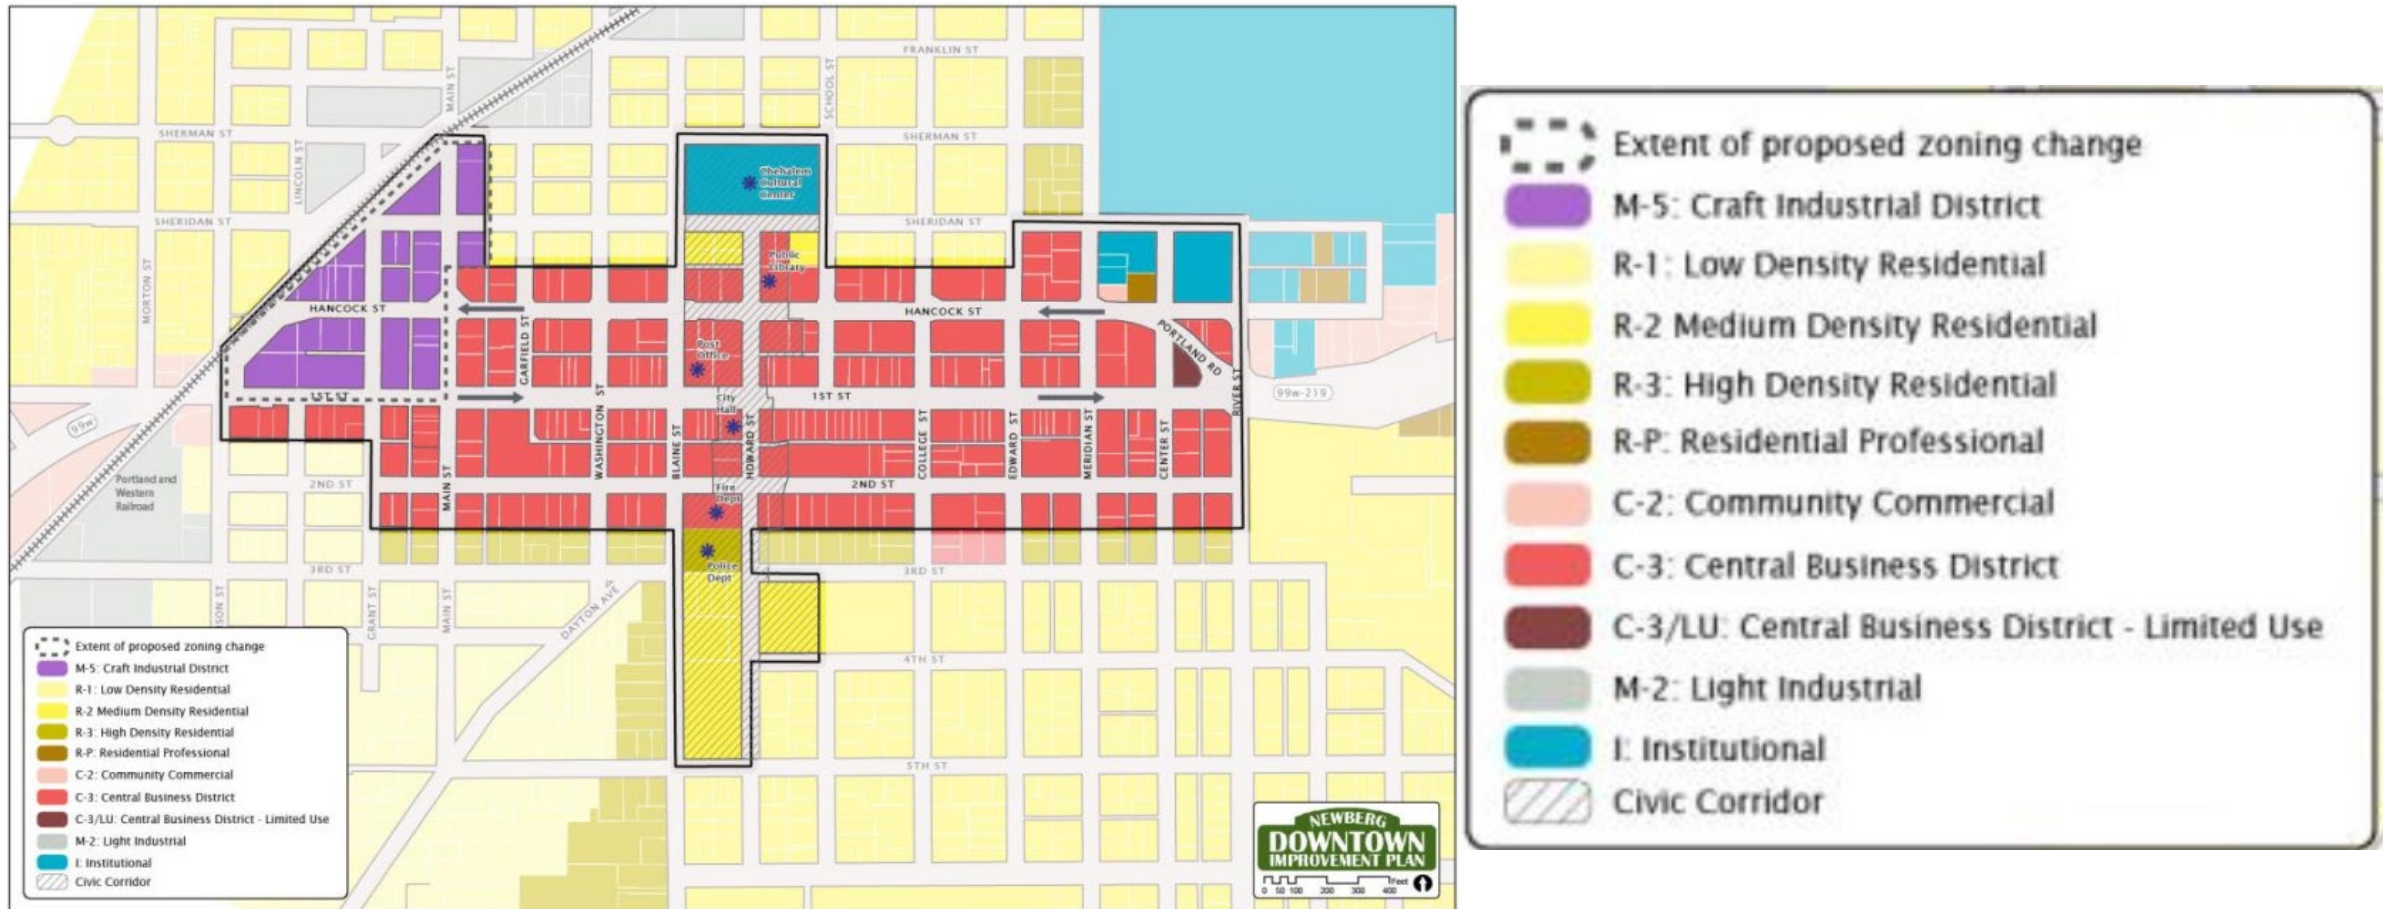 FRANKLIN ST
MAIN ST
SCHOOL ST
SHERMAN ST
SHERMAN ST
LINCOLN ST
Chehalem
Cultural
Center
SHERIDAN ST
SHERIDAN ST
MORTON ST
Public
Library
HANCOCK ST
HANCOCK ST
GARFIELD ST
Post
Office
PORTLAND RD
RIVER ST
99w-219
1ST ST
City
Hall
1ST ST
99w
WASHINGTON ST
BLAINE ST
HOWARD ST
COLLEGE ST
EDWARD ST
MERIDIAN ST
CENTER ST
MAIN ST
Portland and
Western
Railroad
2ND ST
Fire
Dept
2ND ST
Police
Dept
3RD ST
3RD ST
GRANT ST
MAIN ST
DAYTON AVE
4TH ST
5TH ST
Extent of proposed zoning change
M-5: Craft Industrial District
R-1: Low Density Residential
R-2 Medium Density Residential
R-3: High Density Residential
R-P: Residential Professional
C-2: Community Commercial
C-3: Central Business District
C-3/LU: Central Business District - Limited Use
M-2: Light Industrial
I: Institutional
Civic Corridor
NEWBERG
DOWNTOWN
IMPROVEMENT PLAN
Feet
0 50 100 200 300 400
Extent of proposed zoning change
M-5: Craft Industrial District
R-1: Low Density Residential
R-2 Medium Density Residential
R-3: High Density Residential
R-P: Residential Professional
C-2: Community Commercial
C-3: Central Business District
C-3/LU: Central Business District - Limited Use
M-2: Light Industrial
I: Institutional
Civic Corridor